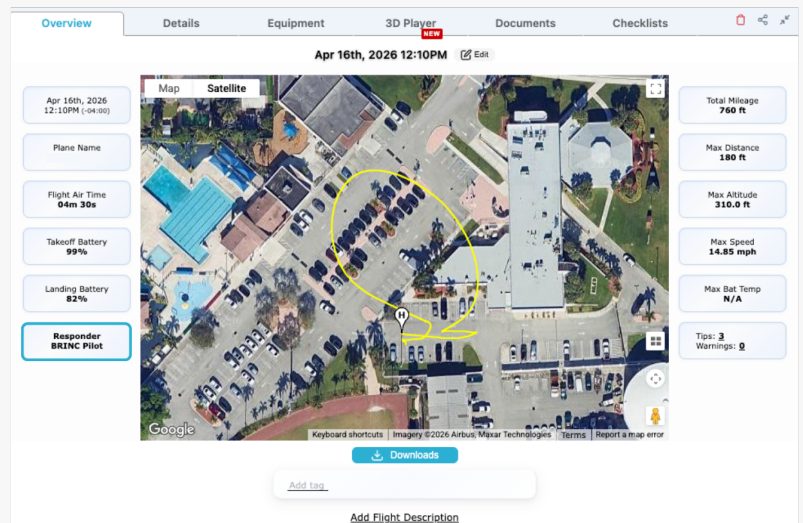 Overview
Details
Equipment
3D Player
NEW
Documents
Checklists
Apr 16th, 2026 12:10PM
Edit
Apr 16th, 2026
12:10PM (-04:00)
Plane Name
Flight Air Time
04m 30s
Takeoff Battery
99%
Landing Battery
82%
Responder
BRINC Pilot
Map
Satellite
H
Google
Keyboard shortcuts
Imagery ©2026 Airbus, Maxar Technologies
Terms
Report a map error
Total Mileage
760 ft
Max Distance
180 ft
Max Altitude
310.0 ft
Max Speed
14.85 mph
Max Bat Temp
N/A
Tips: 3
Warnings: 0
Downloads
Add tag
Add Flight Description